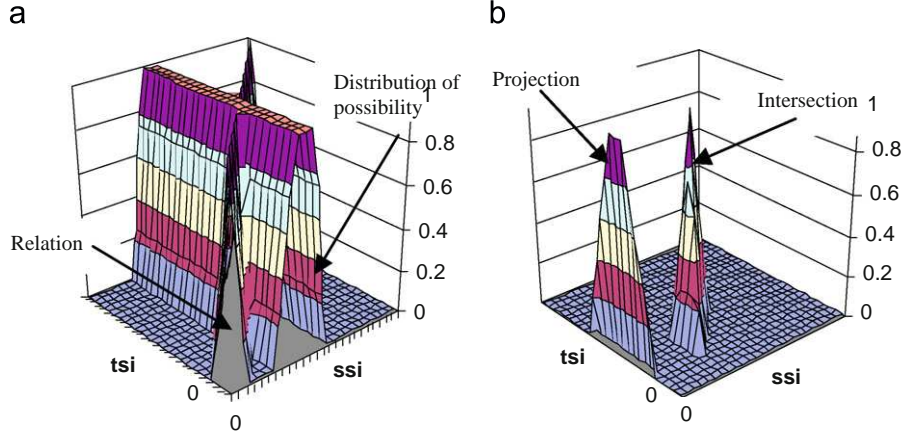 a
Distribution of
possibility
1
0.8
0.6
0.4
0.2
0
Relation
tsi
ssi
0
0
b
Projection
Intersection
1
0.8
0.6
0.4
0.2
0
tsi
ssi
0
0